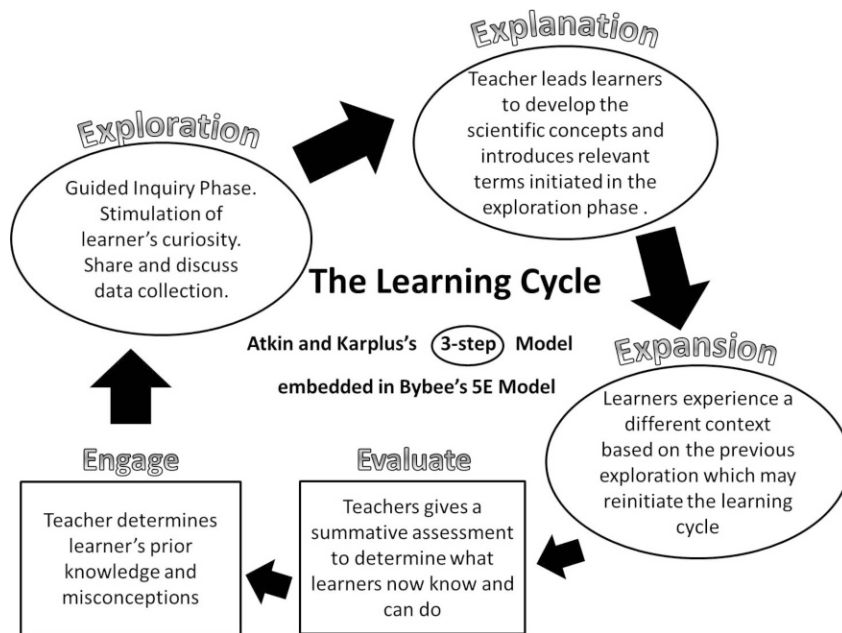 Explanation
Teacher leads learners
to develop the
scientific concepts and
introduces relevant
terms initiated in the
exploration phase .
Exploration
Guided Inquiry Phase.
Stimulation of
learner’s curiosity.
Share and discuss
data collection.
The Learning Cycle
Atkin and Karplus’s 3-step Model
embedded in Bybee’s 5E Model
Expansion
Learners experience a
different context
based on the previous
exploration which may
reinitiate the learning
cycle
Evaluate
Teachers gives a
summative assessment
to determine what
learners now know and
can do
Engage
Teacher determines
learner’s prior
knowledge and
misconceptions